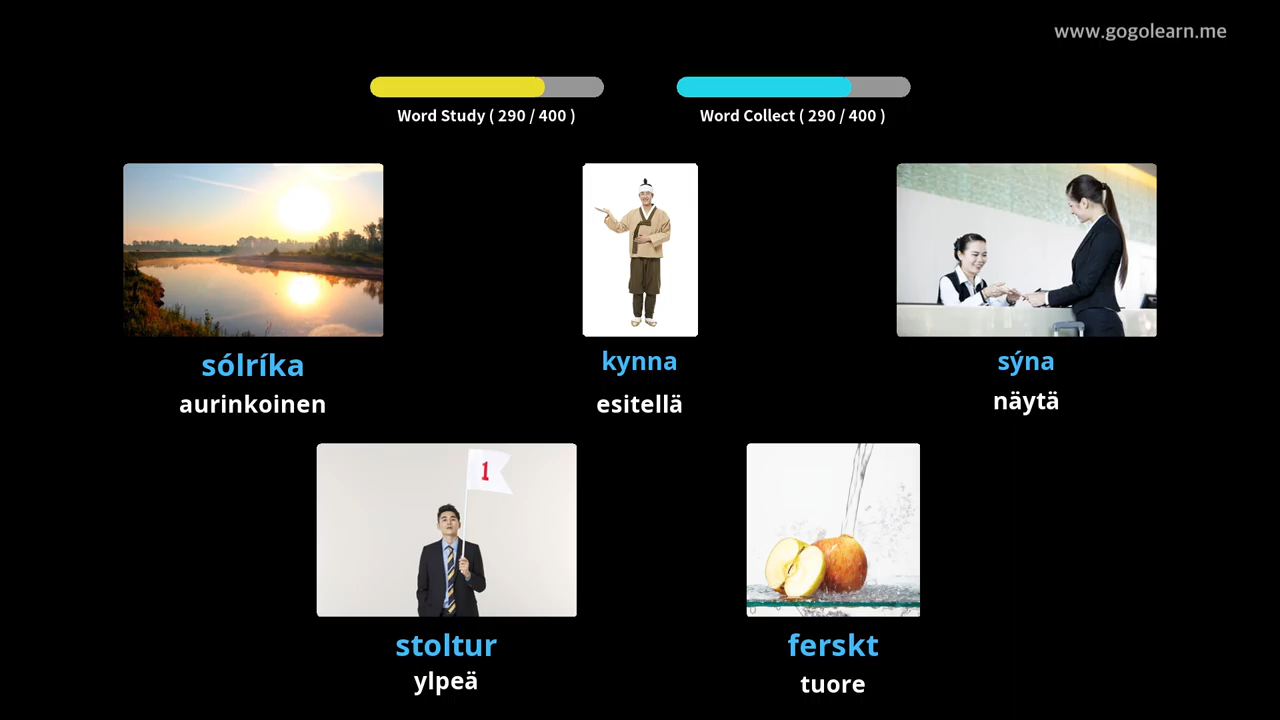 www.gogolearn.me
Word Study ( 290 / 400 )
Word Collect ( 290 / 400 )
sólríka
aurinkoinen
kynna
esitellä
sýna
näytä
1
stoltur
ylpeä
ferskt
tuore